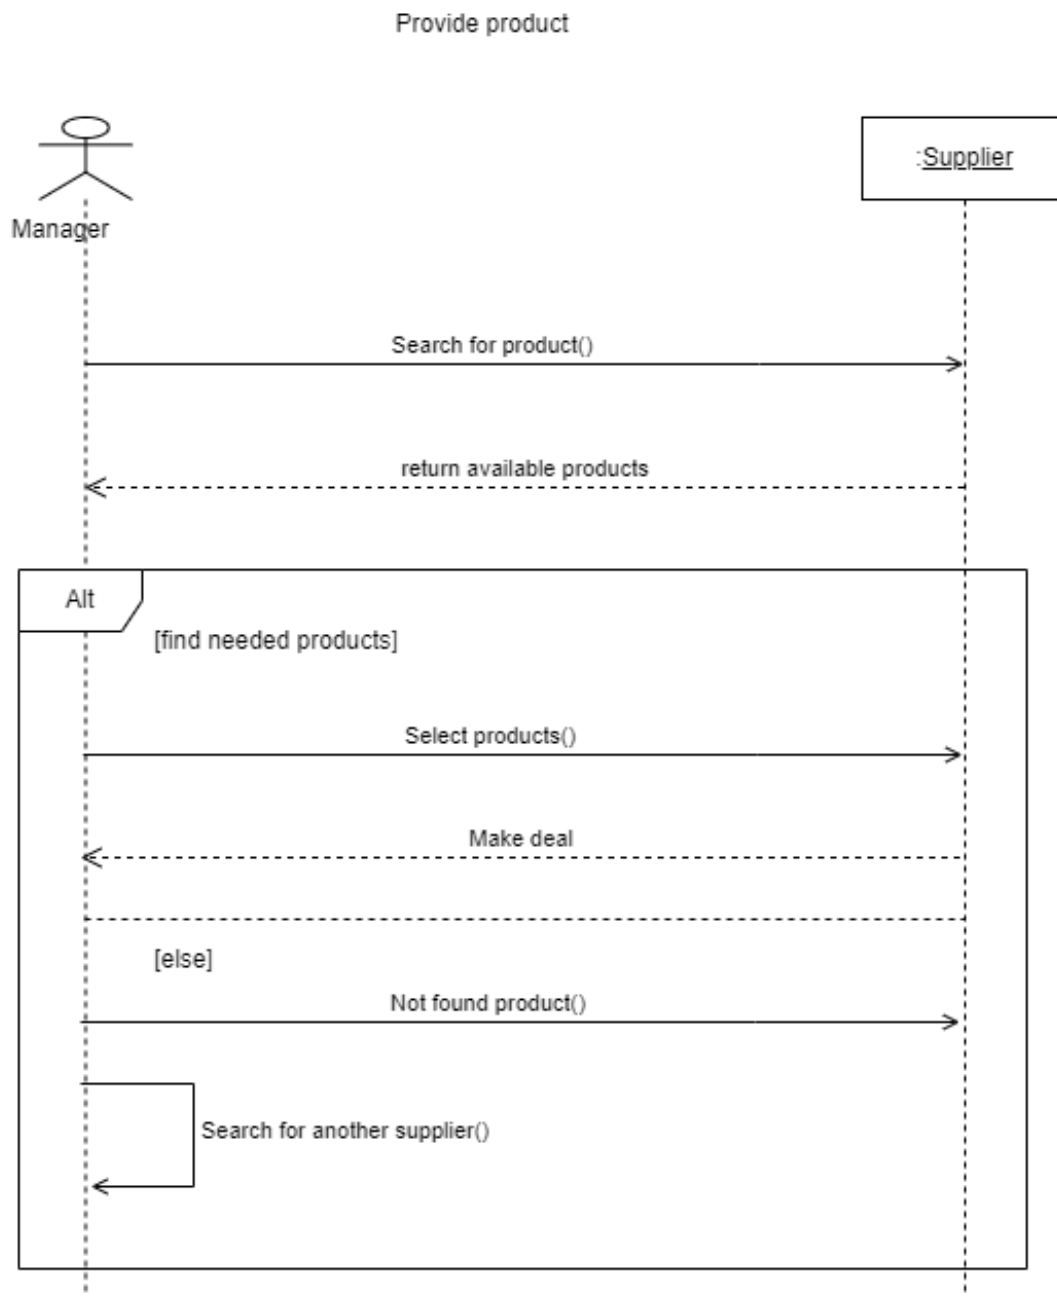 Provide product
:Supplier
Manager
Search for product()
return available products
Alt
[find needed products]
Select products()
Make deal
[else]
Not found product()
Search for another supplier()